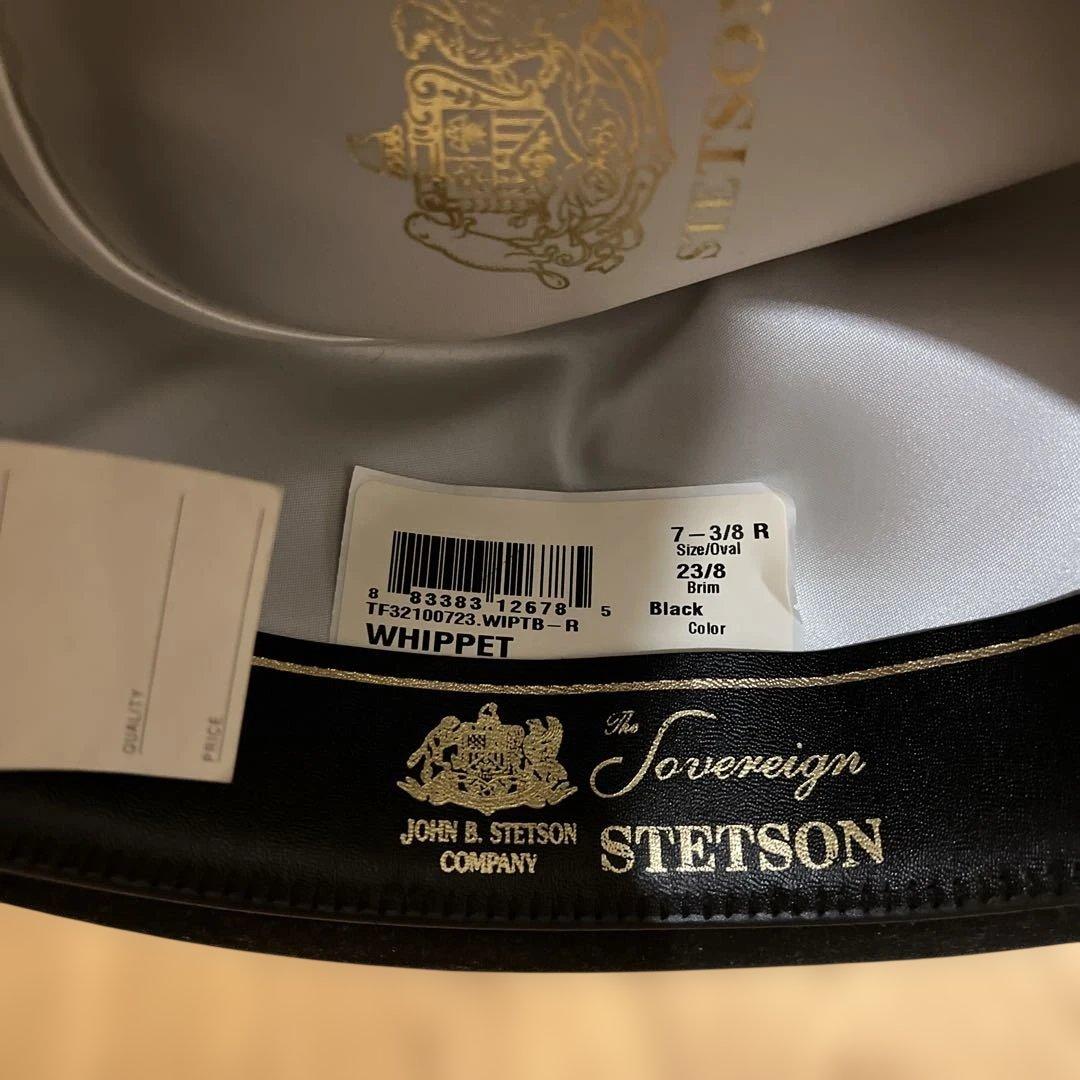 STETSON
7-3/8 R
Size/Oval
23/8
Brim
Black
Color
8 83383 12678 5
TF32100723.WIPTB-R
WHIPPET
QUALITY
PRICE
JOHN B. STETSON
COMPANY
The Sovereign
STETSON